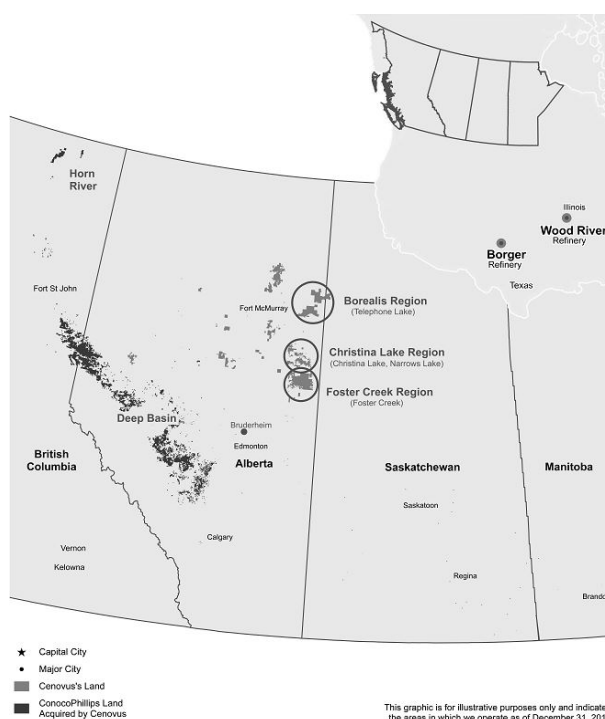 Horn
River
Fort St John
Illinois
Wood River
Refinery
Borger
Refinery
Texas
Fort McMurray
Borealis Region
(Telephone Lake)
Christina Lake Region
(Christina Lake, Narrows Lake)
Foster Creek Region
(Foster Creek)
Deep Basin
Bruderheim
Edmonton
British
Columbia
Alberta
Saskatchewan
Manitoba
Saskatoon
Calgary
Vernon
Kelowna
Regina
Brando
Capital City
Major City
Cenovus's Land
ConocoPhillips Land
Acquired by Cenovus
This graphic is for illustrative purposes only and indicate
the areas in which we operate as of December 31, 201